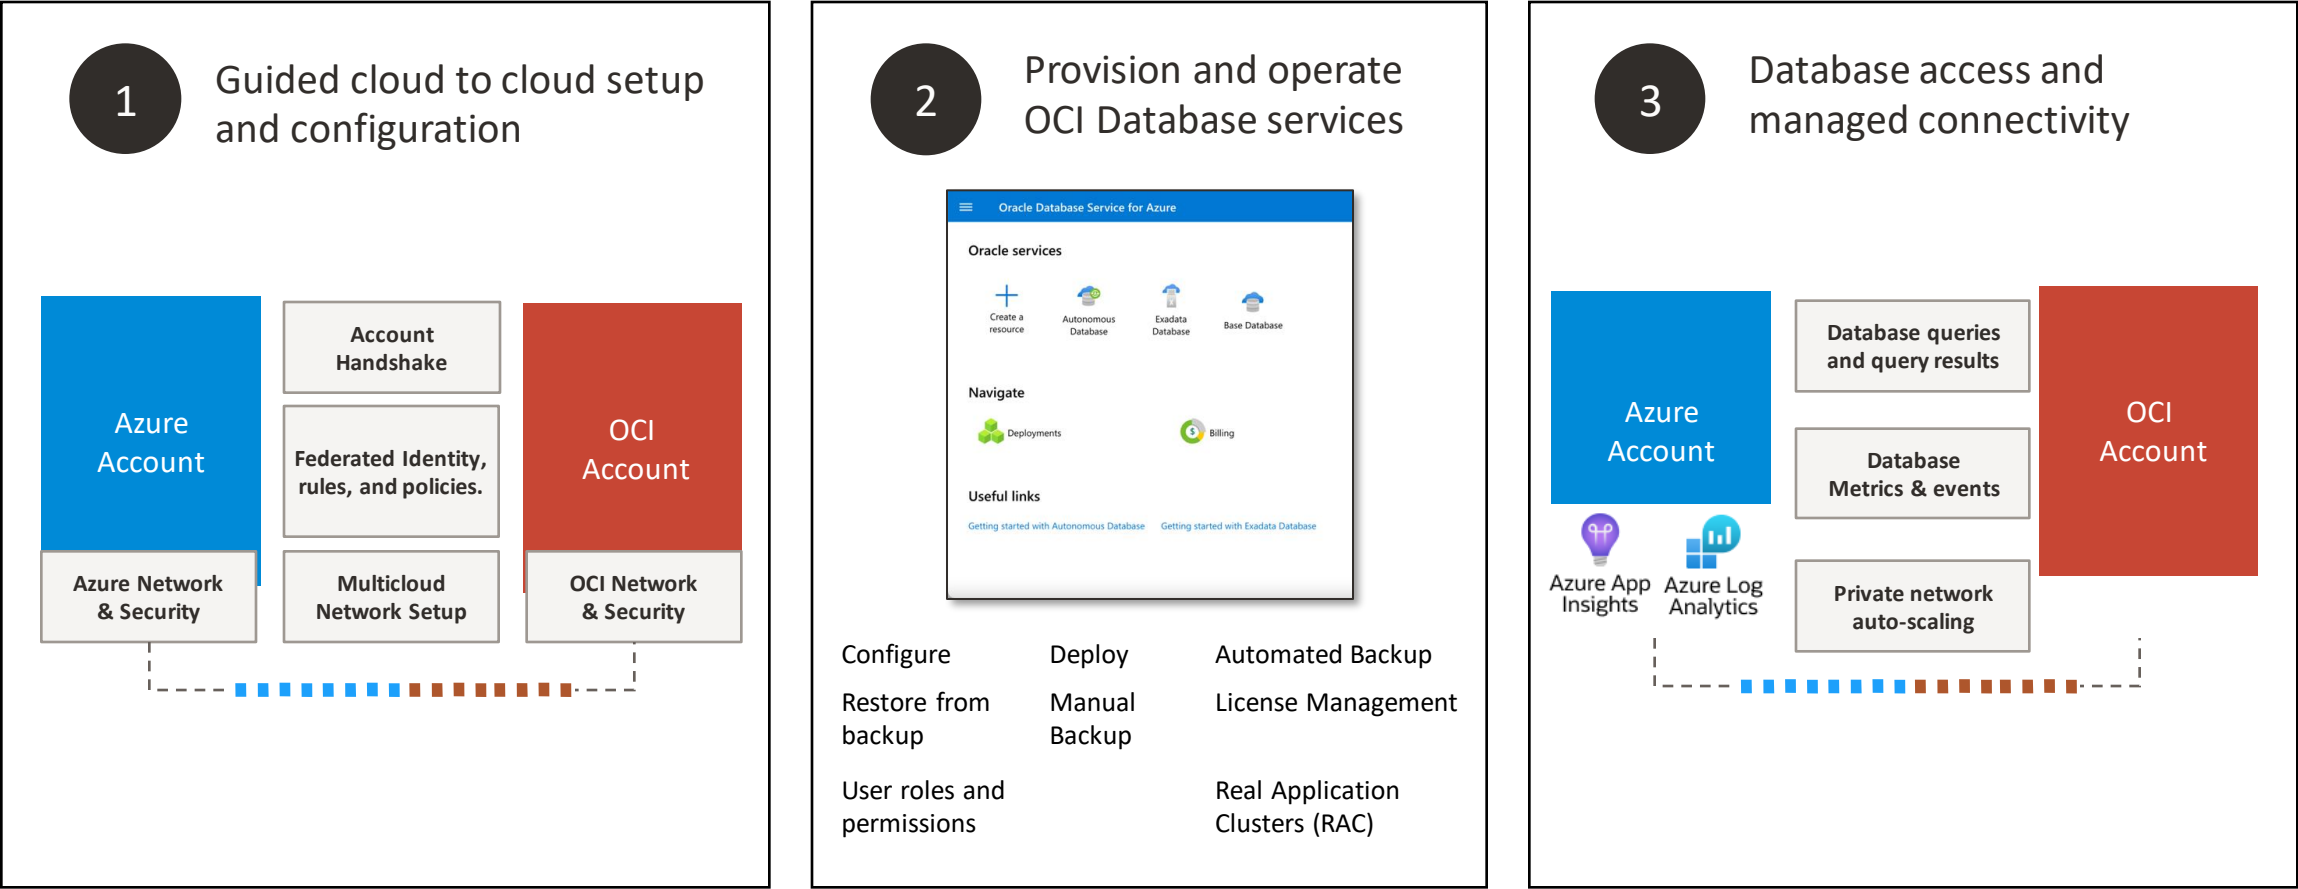 1
Guided cloud to cloud setup
and configuration
Azure
Account
Account
Handshake
Federated Identity,
rules, and policies.
OCI
Account
Azure Network
& Security
Multicloud
Network Setup
OCI Network
& Security
2
Provision and operate
OCI Database services
Oracle Database Service for Azure
Oracle services
Create a
resource
Autonomous
Database
Exadata
Database
Base Database
Navigate
Deployments
Billing
Useful links
Getting started with Autonomous Database
Getting started with Exadata Database
Configure
Deploy
Automated Backup
Restore from
backup
Manual
Backup
License Management
User roles and
permissions
Real Application
Clusters (RAC)
3
Database access and
managed connectivity
Azure
Account
Database queries
and query results
Database
Metrics & events
Private network
auto-scaling
OCI
Account
Azure App
Insights
Azure Log
Analytics